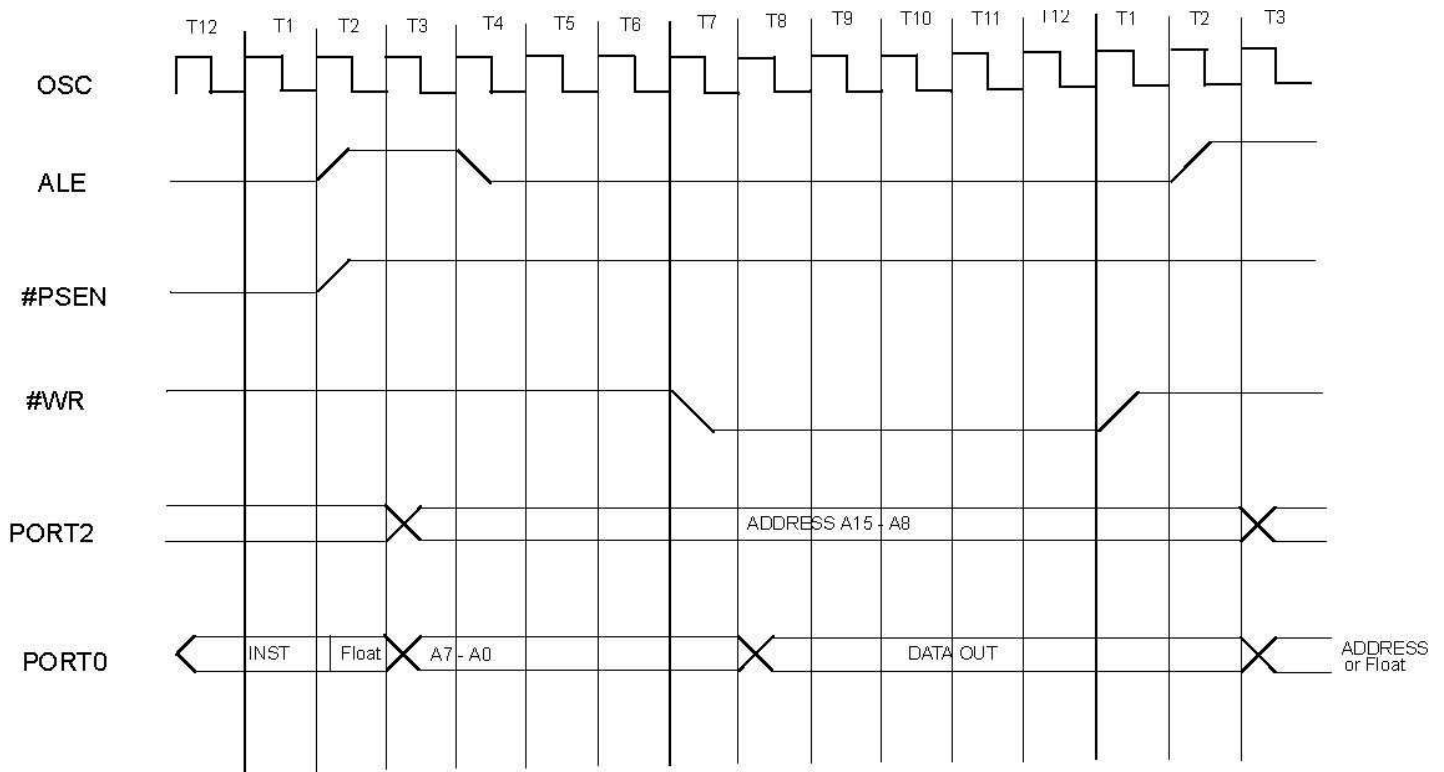 T12 T1 T2 T3 T4 T5 T6 T7 T8 T9 T10 T11 T12 T1 T2 T3
OSC
ALE
#PSEN
#WR
PORT2 ADDRESS A15 - A8
PORT0 INST Float A7 - A0 DATA OUT ADDRESS
or Float